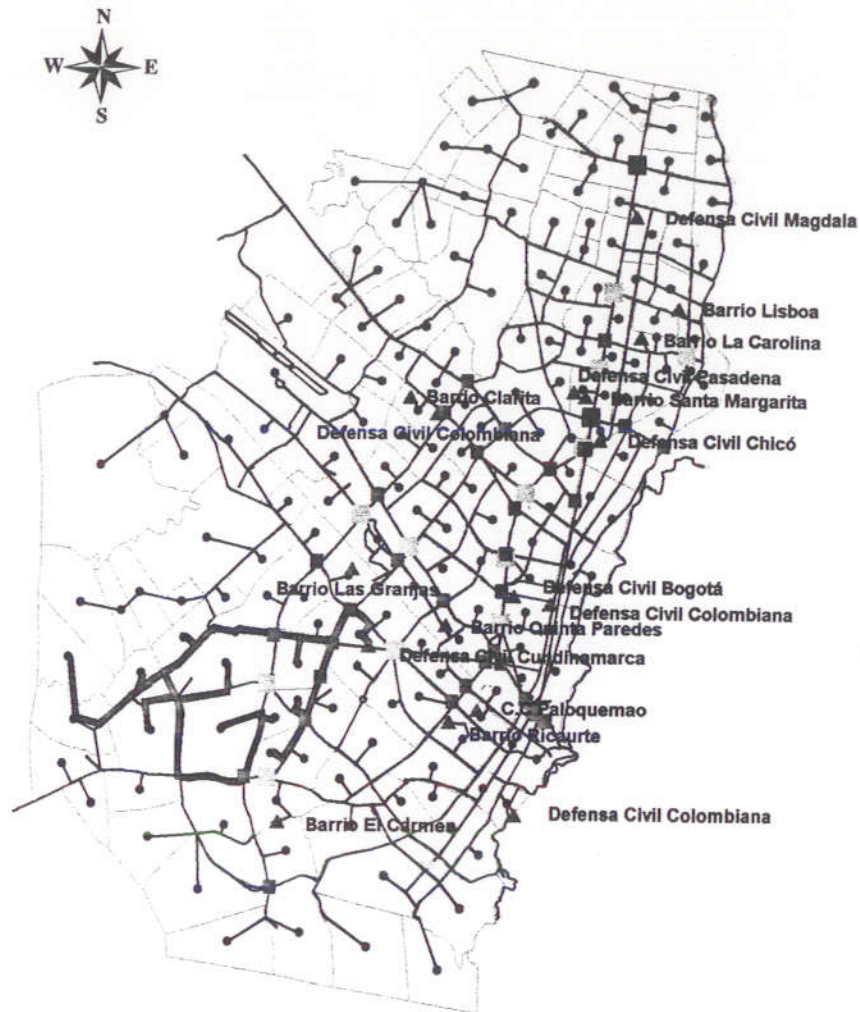 N
W
E
S
Defensa Civil Magdala
Barrio Lisboa
Barrio La Carolina
Defensa Civil Pasadena
Barrio Clarita
Barrio Santa Margarita
Defensa Civil Colombiana
Defensa Civil Chicó
Barrio Las Granjas
Defensa Civil Bogotá
Defensa Civil Colombiana
Barrio Quinta Paredes
Defensa Civil Cundinamarca
C.C Paloquemao
Barrio Ricaurte
Barrio El Carmen
Defensa Civil Colombiana